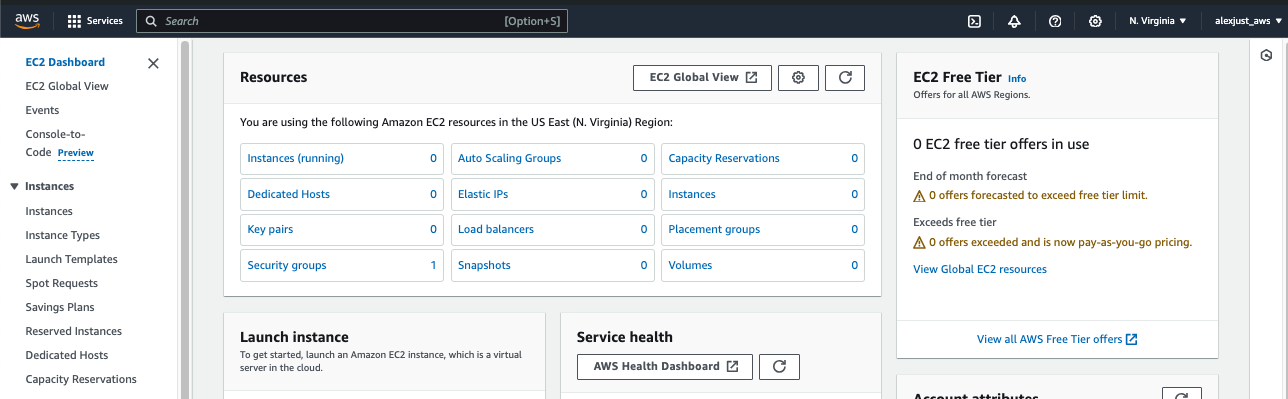 aws
Services
Search
[Option+S]
N. Virginia
alexjust_aws
EC2 Dashboard
EC2 Global View
Events
Console-to-
Code Preview
Instances
Instances
Instance Types
Launch Templates
Spot Requests
Savings Plans
Reserved Instances
Dedicated Hosts
Capacity Reservations
Resources
EC2 Global View
You are using the following Amazon EC2 resources in the US East (N. Virginia) Region:
Instances (running) 0
Auto Scaling Groups 0
Capacity Reservations 0
Dedicated Hosts 0
Elastic IPs 0
Instances 0
Key pairs 0
Load balancers 0
Placement groups 0
Security groups 1
Snapshots 0
Volumes 0
Launch instance
To get started, launch an Amazon EC2 instance, which is a virtual
server in the cloud.
Service health
AWS Health Dashboard
EC2 Free Tier Info
Offers for all AWS Regions.
0 EC2 free tier offers in use
End of month forecast
0 offers forecasted to exceed free tier limit.
Exceeds free tier
0 offers exceeded and is now pay-as-you-go pricing.
View Global EC2 resources
View all AWS Free Tier offers
Account attributes